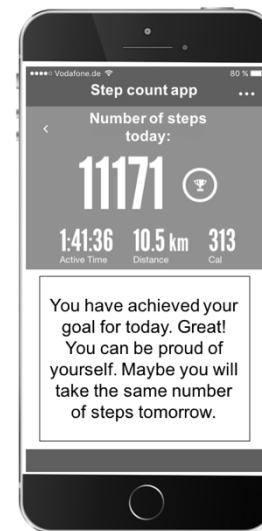 Vodafone.de 80 %
Step count app
Number of steps
today:
11171
1:41:36 10.5 km 313
Active Time Distance Cal
You have achieved your
goal for today. Great!
You can be proud of
yourself. Maybe you will
take the same number
of steps tomorrow.